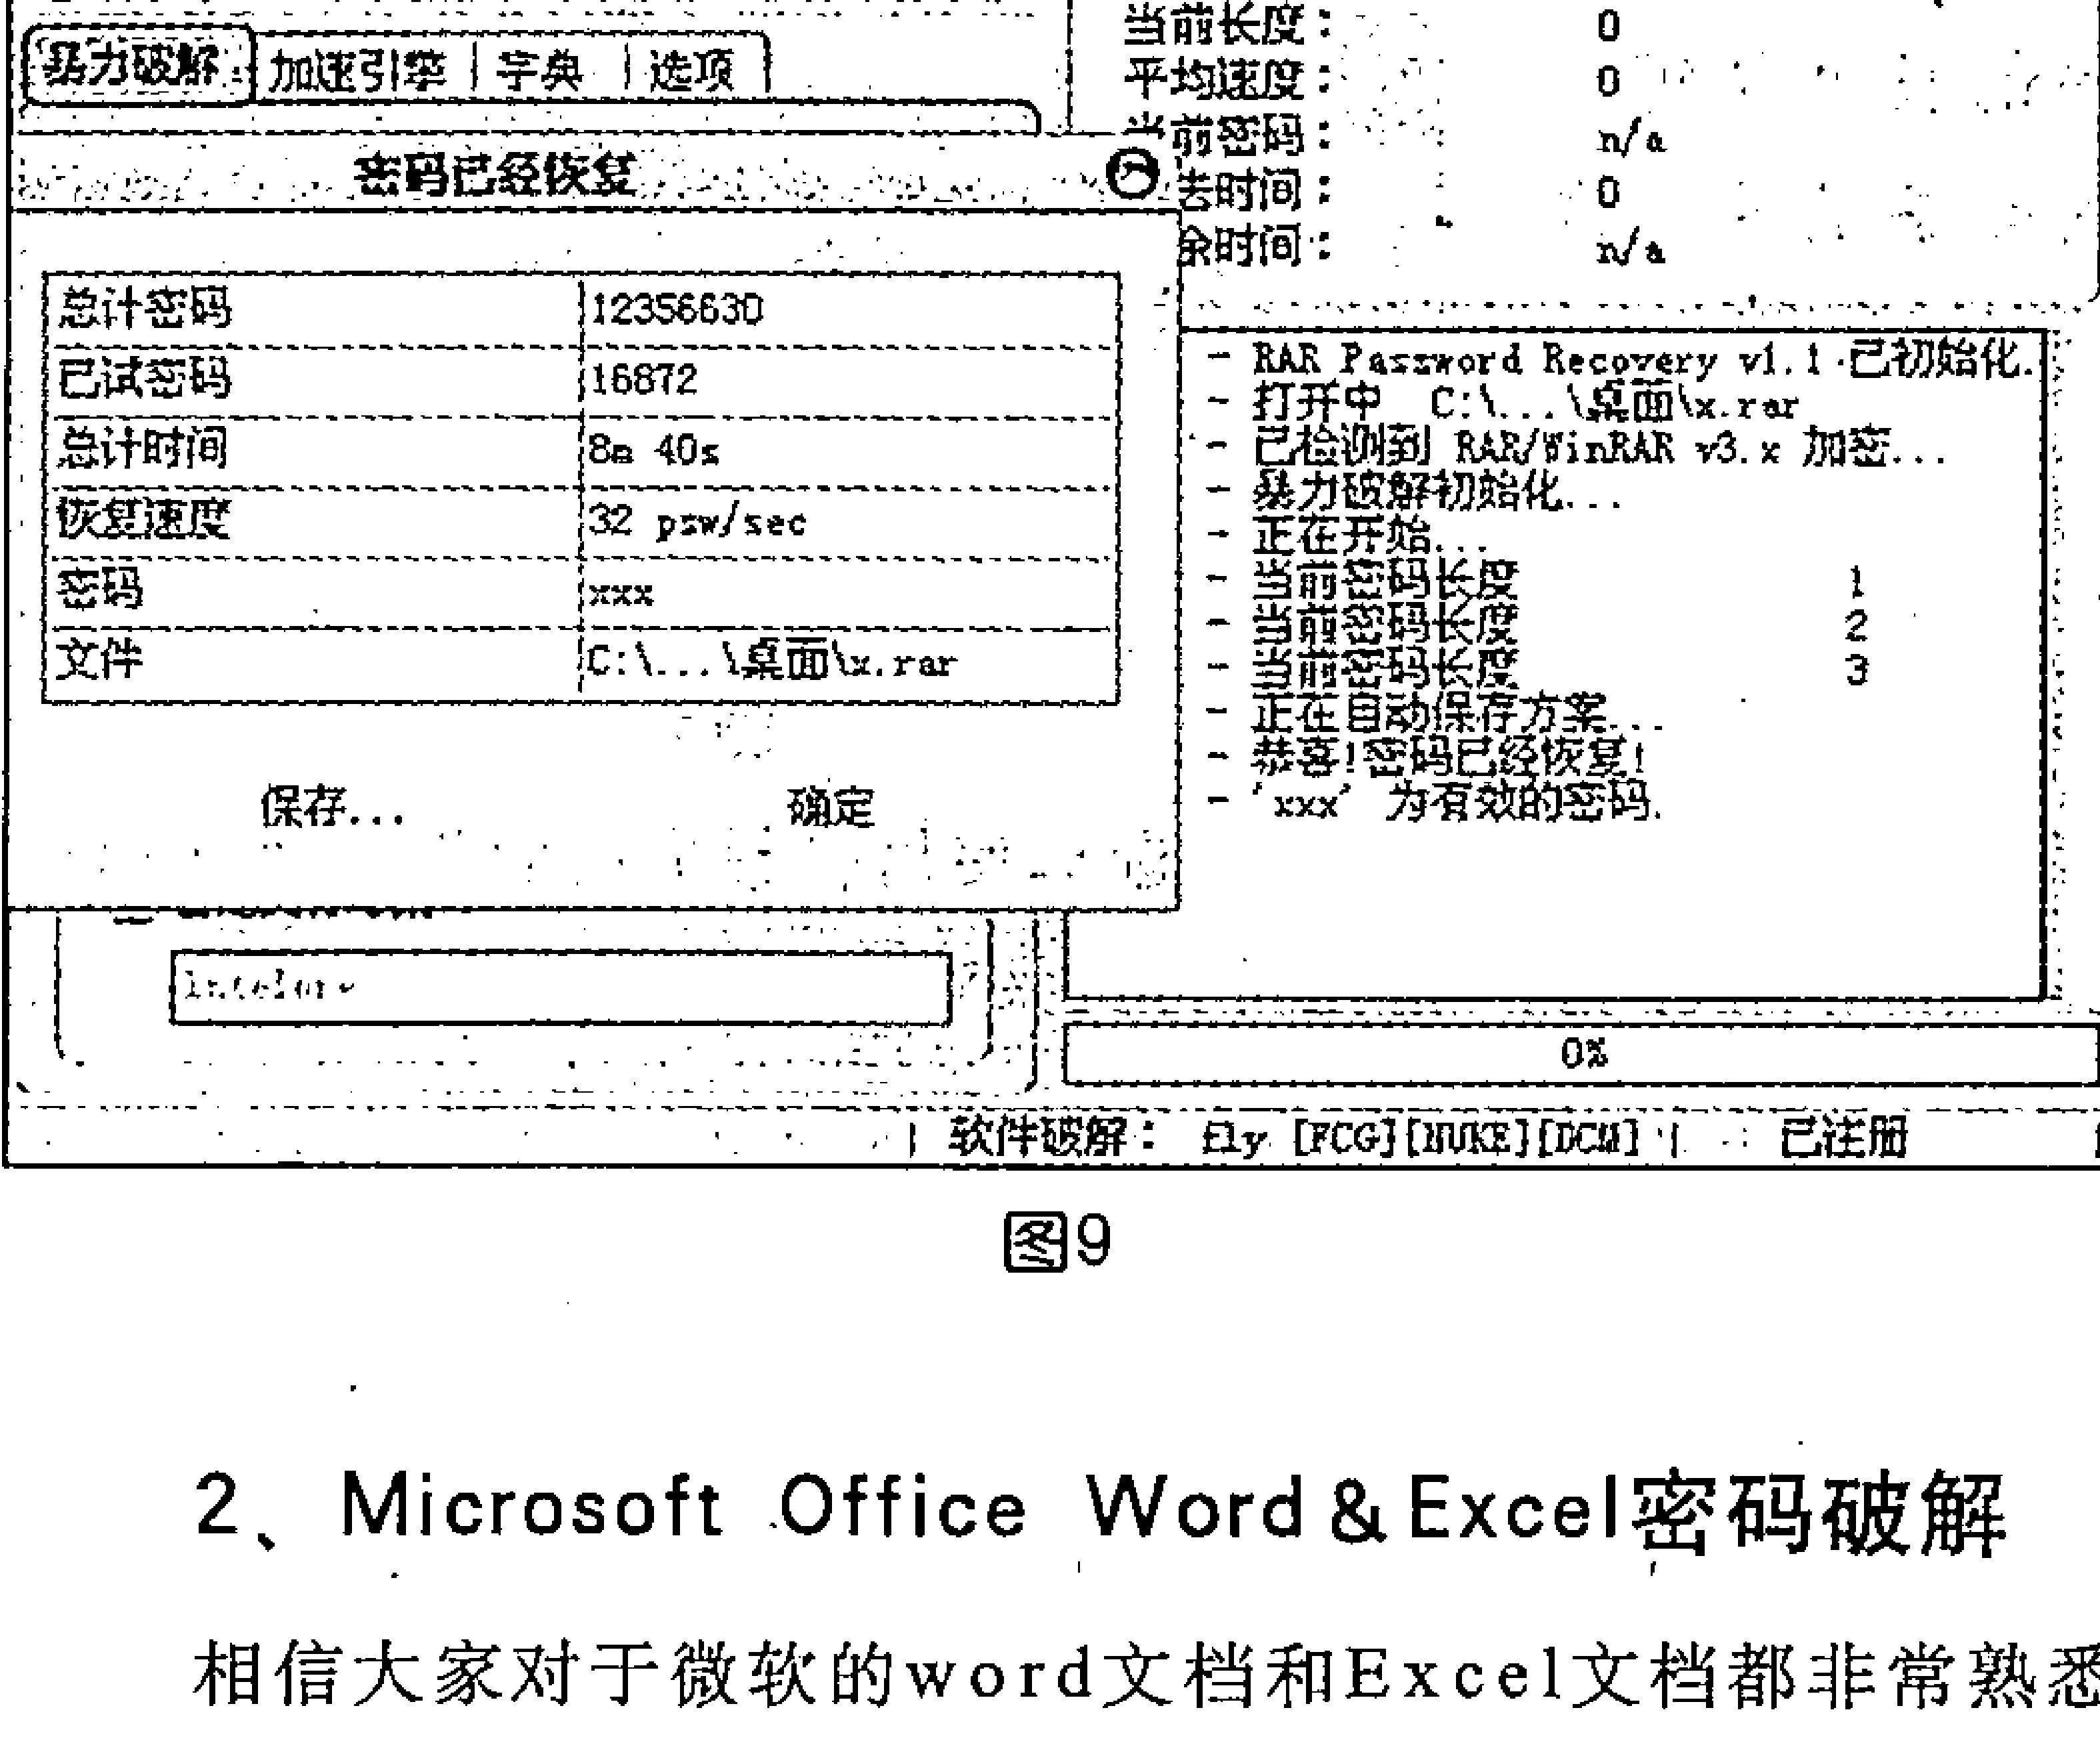 暴力破解 加速引擎 字典 选项
当前长度： 0
平均速度： 0
当前密码： n/a
去时间： 0
余时间： n/a
密码已经恢复
总计密码 12356630
已试密码 16872
总计时间 8m 40s
恢复速度 32 psw/sec
密码 xxx
文件 C:\...\桌面\x.rar
保存... 确定
- RAR Password Recovery v1.1 已初始化.
- 打开中 C:\...\桌面\x.rar
- 已检测到 RAR/WinRAR v3.x 加密...
- 暴力破解初始化...
- 正在开始...
- 当前密码长度 1
- 当前密码长度 2
- 当前密码长度 3
- 正在自动保存方案...
- 恭喜!密码已经恢复!
- 'xxx' 为有效的密码.
0%
软件破解： fly [FCG][NUKE][DCM] 已注册
图9
2、Microsoft Office Word&Excel密码破解
相信大家对于微软的word文档和Excel文档都非常熟悉